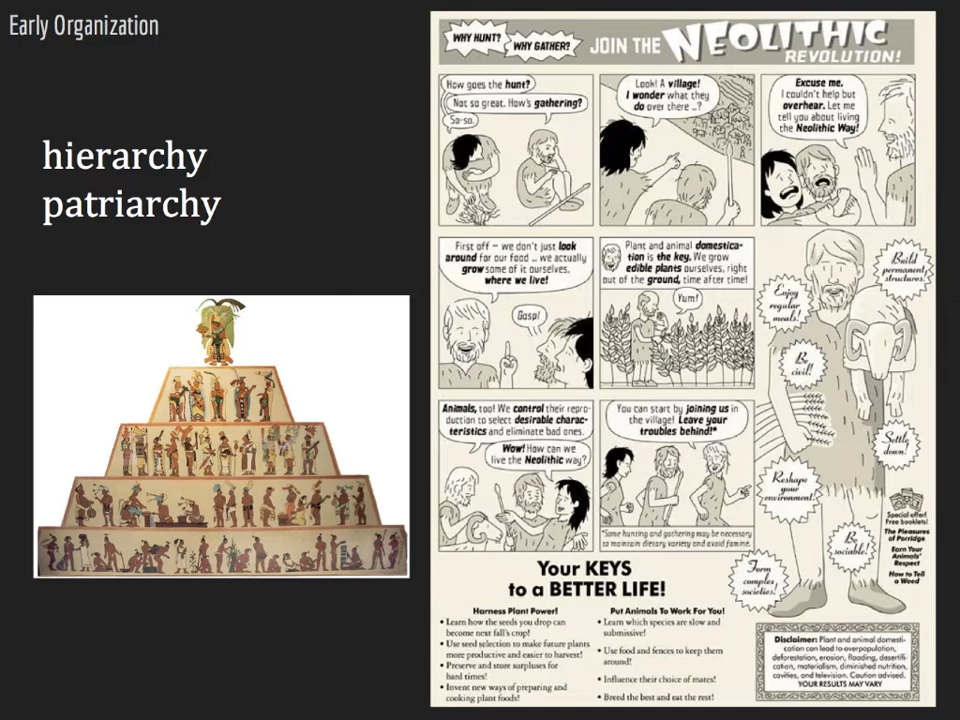 Early Organization
hierarchy
patriarchy
WHY HUNT?
WHY GATHER?
JOIN THE NEOLITHIC
REVOLUTION!
How goes the hunt?
Not so great. How's gathering?
So-so.
Look! A village!
I wonder what they
do over there ..?
Excuse me.
I couldn't help but
overhear. Let me
tell you about living
the Neolithic Way!
First off – we don't just look
around for our food ... we actually
grow some of it ourselves,
where we live!
Gasp!
Plant and animal domestica-
tion is the key. We grow
edible plants ourselves, right
out of the ground, time after time!
Yum!
Animals, too! We control their repro-
duction to select desirable charac-
teristics and eliminate bad ones.
Wow! How can we
live the Neolithic way?
You can start by joining us in
the village! Leave your
troubles behind!*
*Some hunting and gathering may be necessary
to maintain dietary variety and avoid famine.
Build
permanent
structures.
Enjoy
regular
meals!
Be
civil!
Settle
down!
Reshape
your
environment!
Be
sociable!
Form
complex
societies!
Special offer!
Free booklets!
The Pleasures
of Porridge
Earn Your
Animals'
Respect
How to Tell
a Weed
Your KEYS
to a BETTER LIFE!
Harness Plant Power!
• Learn how the seeds you drop can
become next fall's crop!
• Use seed selection to make future plants
more productive and easier to harvest!
• Preserve and store surpluses for
hard times!
• Invent new ways of preparing and
cooking plant foods!
Put Animals To Work For You!
• Learn which species are slow and
submissive!
• Use food and fences to keep them
around!
• Influence their choice of mates!
• Breed the best and eat the rest!
Disclaimer: Plant and animal domesti-
cation can lead to overpopulation,
deforestation, erosion, flooding, desertifi-
cation, materialism, diminished nutrition,
cavities, and television. Caution advised.
YOUR RESULTS MAY VARY